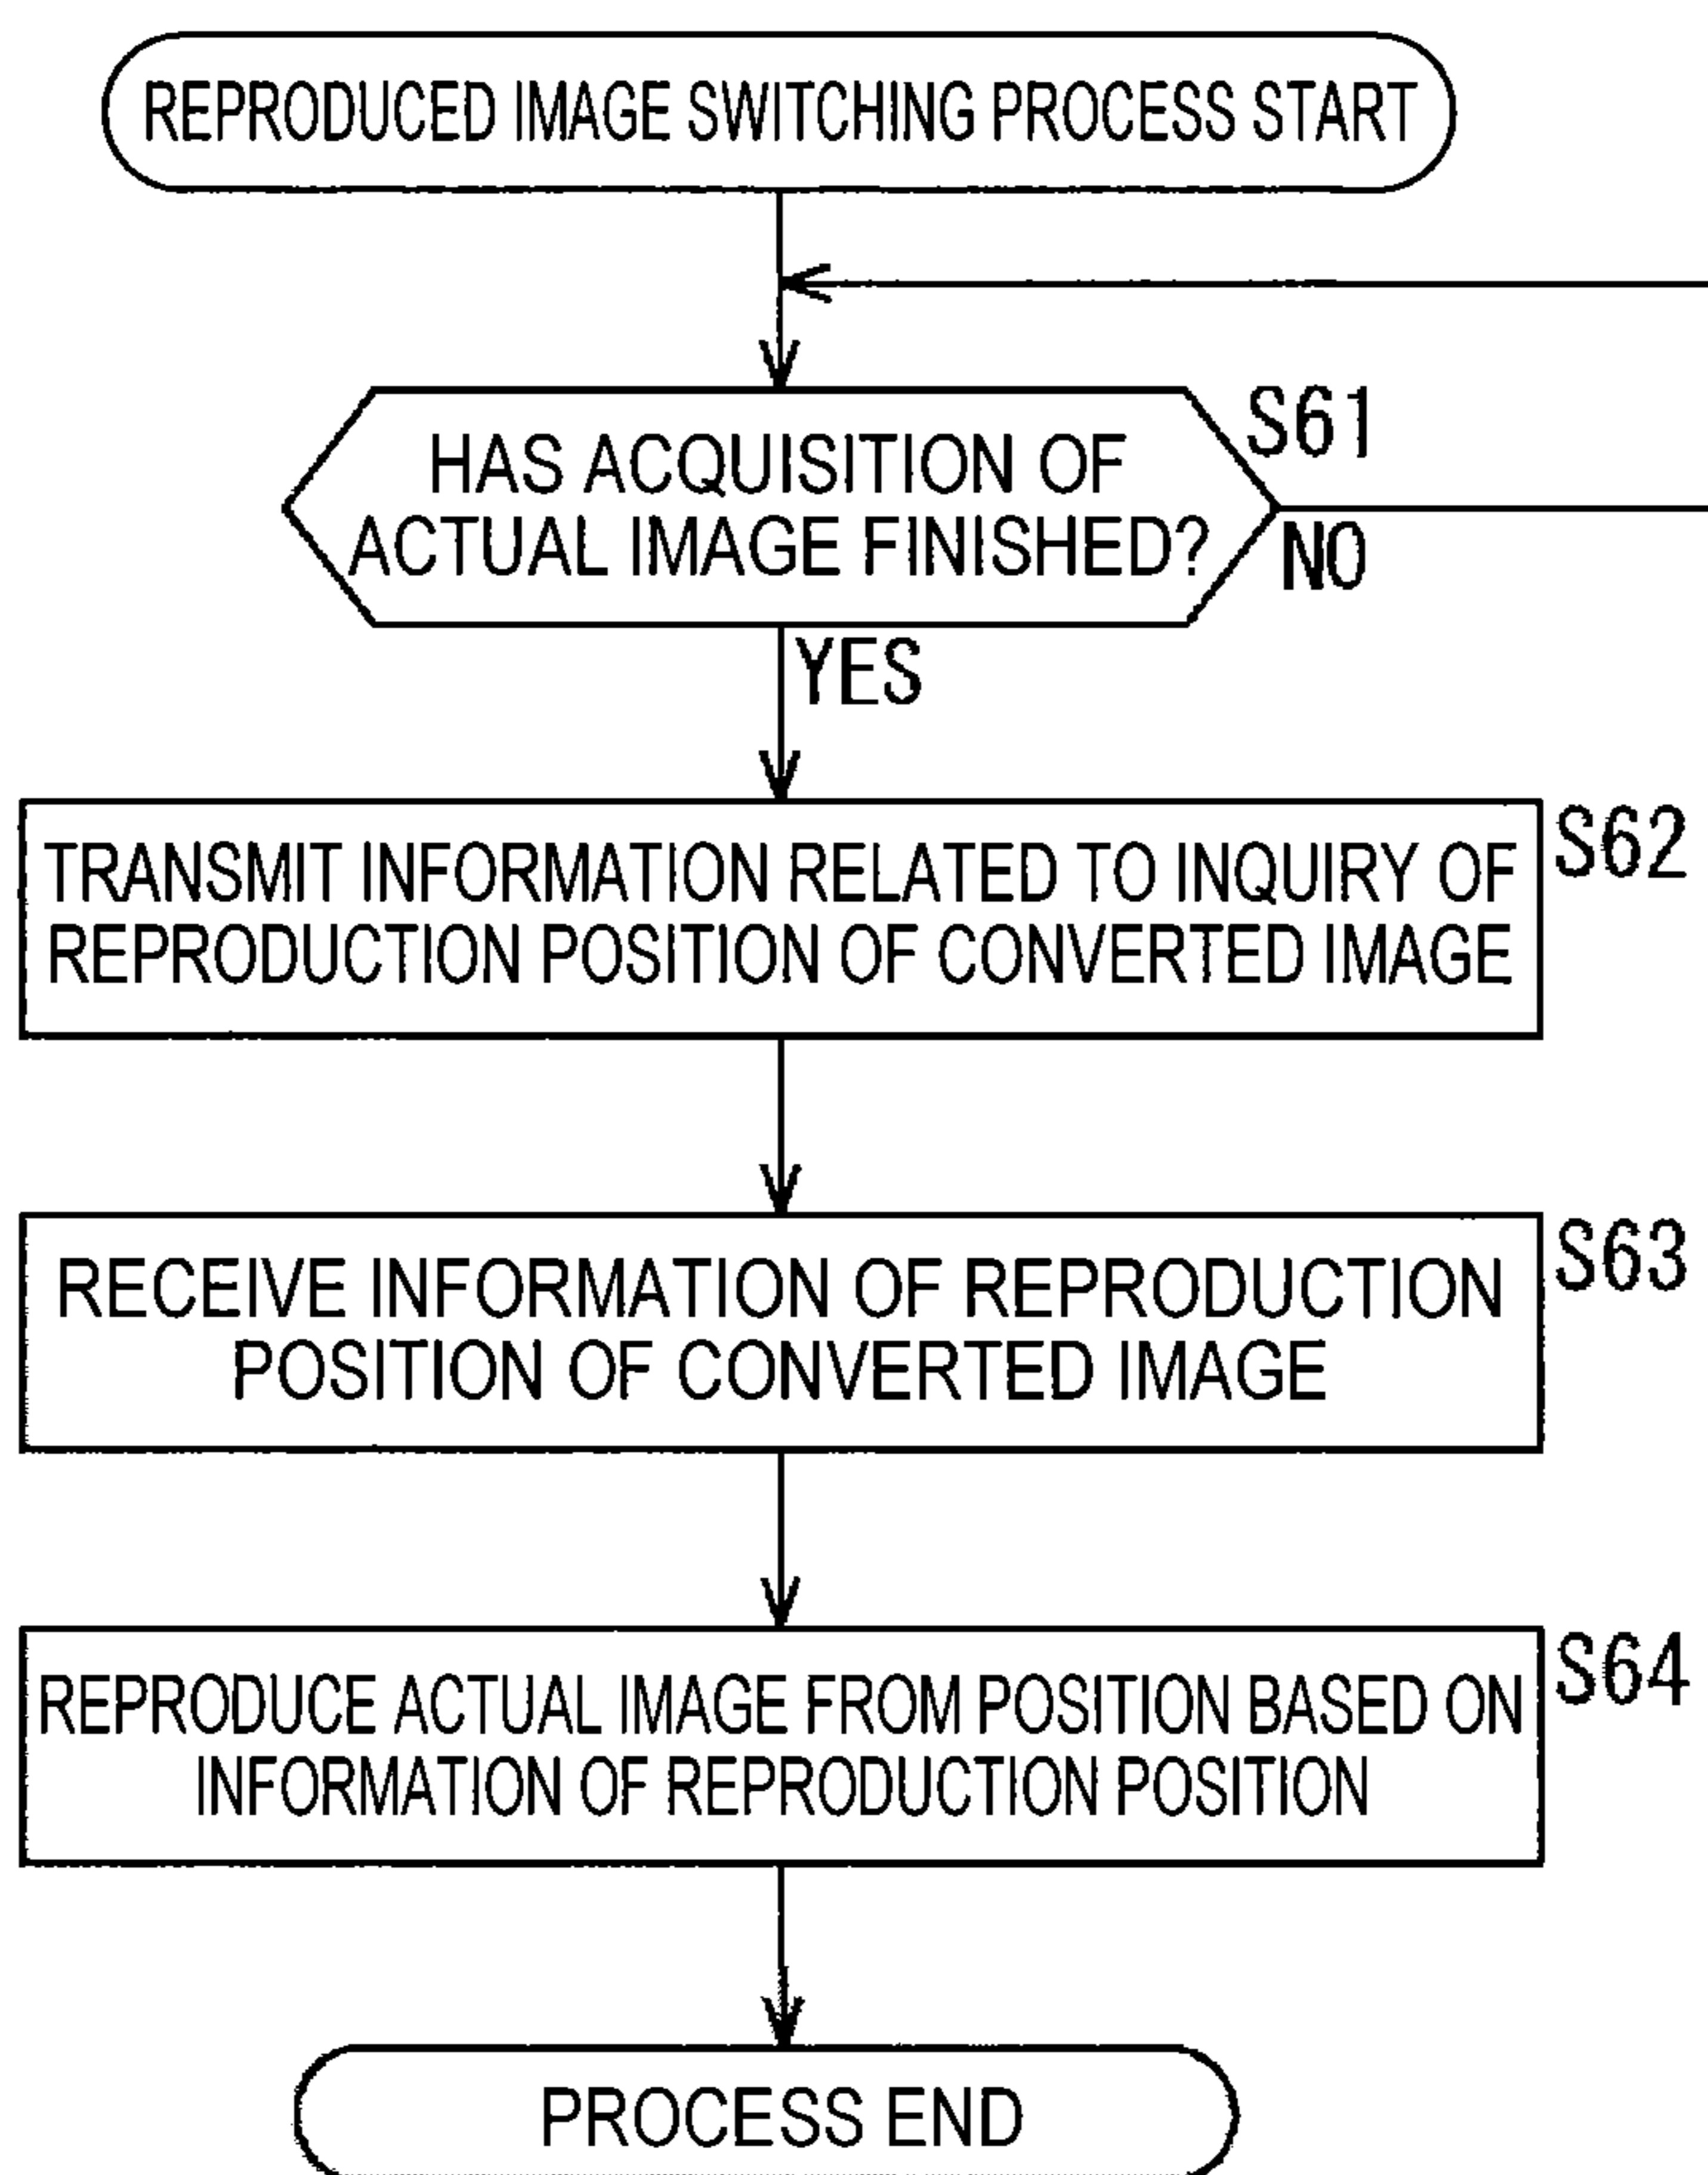 REPRODUCED IMAGE SWITCHING PROCESS START
HAS ACQUISITION OF
ACTUAL IMAGE FINISHED?
S61
NO
YES
TRANSMIT INFORMATION RELATED TO INQUIRY OF
REPRODUCTION POSITION OF CONVERTED IMAGE
S62
RECEIVE INFORMATION OF REPRODUCTION
POSITION OF CONVERTED IMAGE
S63
REPRODUCE ACTUAL IMAGE FROM POSITION BASED ON
INFORMATION OF REPRODUCTION POSITION
S64
PROCESS END